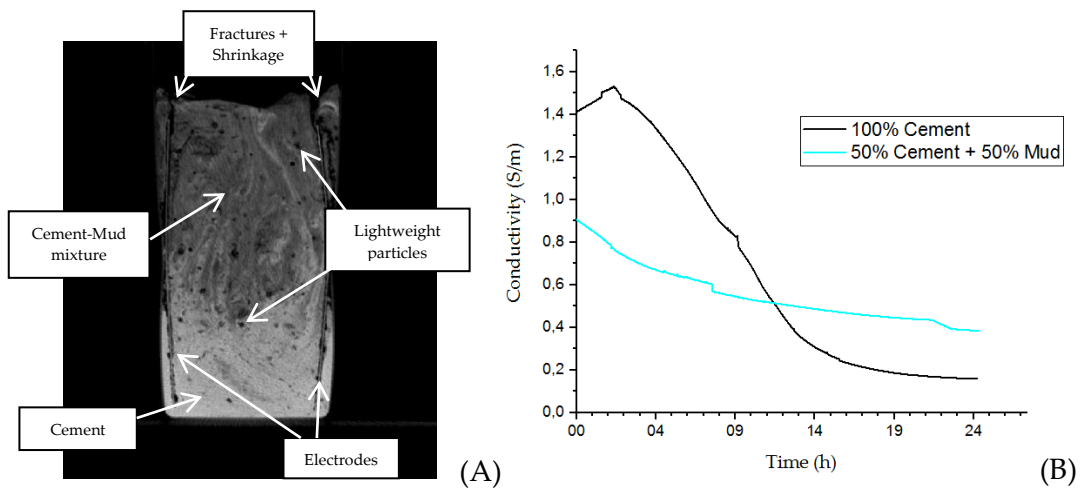 Fractures +
Shrinkage
Cement-Mud
mixture
Lightweight
particles
Cement
Electrodes
(A)
1,6
1,4
1,2
1,0
0,8
0,6
0,4
0,2
0,0
Conductivity (S/m)
100% Cement
50% Cement + 50% Mud
00
04
09
14
19
24
Time (h)
(B)